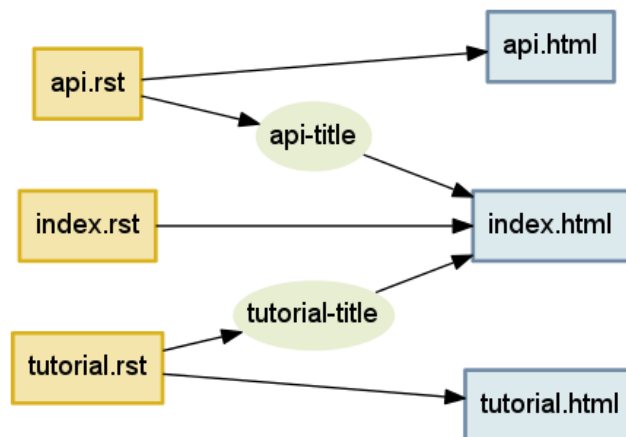 api.html
api.rst
api-title
index.rst
index.html
tutorial-title
tutorial.rst
tutorial.html